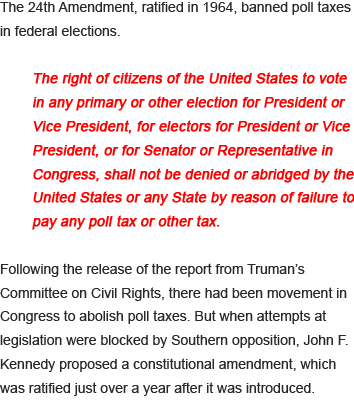 The 24th Amendment, ratified in 1964, banned poll taxes
in federal elections.
The right of citizens of the United States to vote
in any primary or other election for President or
Vice President, for electors for President or Vice
President, or for Senator or Representative in
Congress, shall not be denied or abridged by the
United States or any State by reason of failure to
pay any poll tax or other tax.
Following the release of the report from Truman’s
Committee on Civil Rights, there had been movement in
Congress to abolish poll taxes. But when attempts at
legislation were blocked by Southern opposition, John F.
Kennedy proposed a constitutional amendment, which
was ratified just over a year after it was introduced.